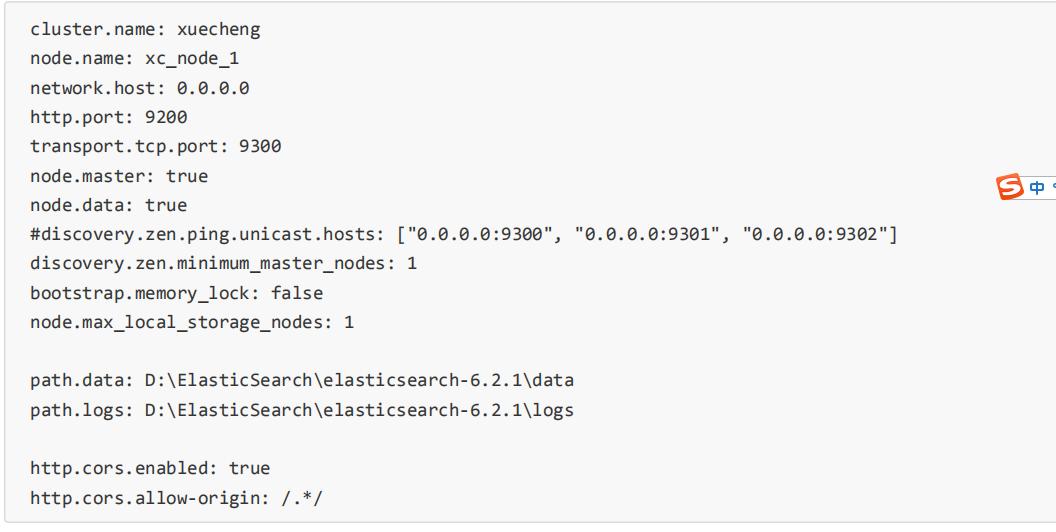 cluster.name: xuecheng
node.name: xc_node_1
network.host: 0.0.0.0
http.port: 9200
transport.tcp.port: 9300
node.master: true
node.data: true
#discovery.zen.ping.unicast.hosts: ["0.0.0.0:9300", "0.0.0.0:9301", "0.0.0.0:9302"]
discovery.zen.minimum_master_nodes: 1
bootstrap.memory_lock: false
node.max_local_storage_nodes: 1
path.data: D:\ElasticSearch\elasticsearch-6.2.1\data
path.logs: D:\ElasticSearch\elasticsearch-6.2.1\logs
http.cors.enabled: true
http.cors.allow-origin: /.*/
S 中